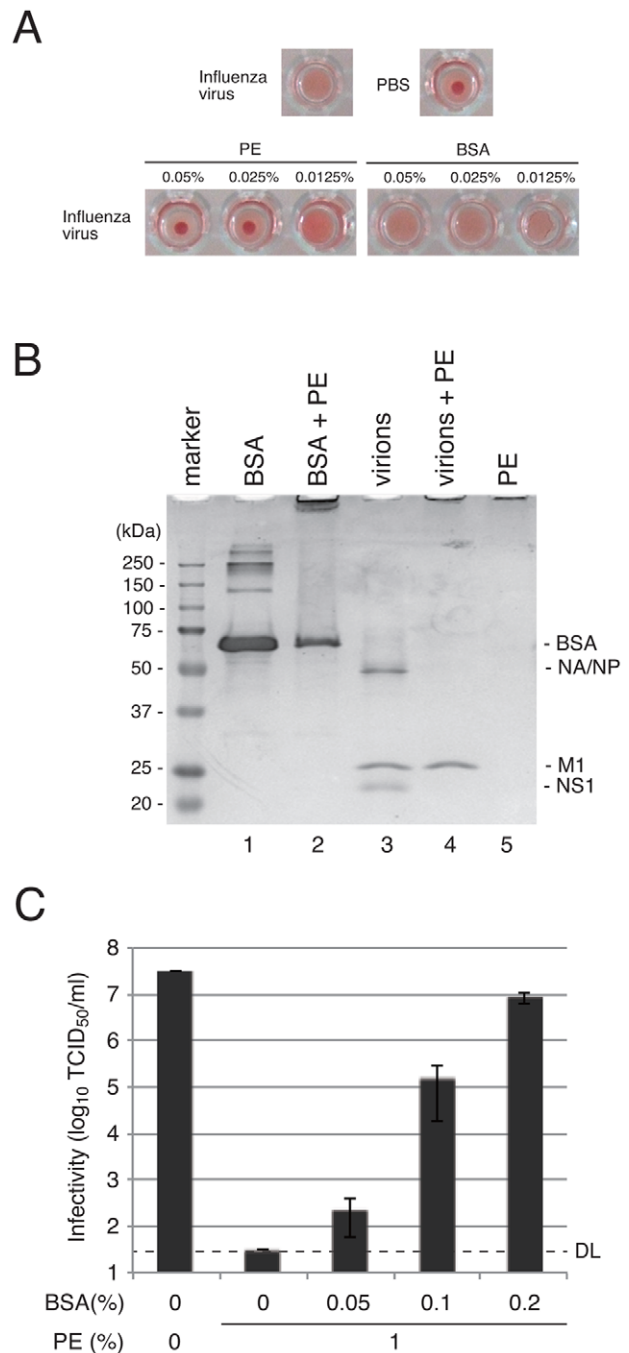 A
Influenza virus
PBS
PE
BSA
0.05% 0.025% 0.0125% 0.05% 0.025% 0.0125%
Influenza virus
B
marker
BSA
BSA + PE
virions
virions + PE
PE
(kDa)
250 -
150 -
100 -
75 -
- BSA
50 -
- NA/NP
37 -
25 -
- M1
- NS1
20 -
1 2 3 4 5
C
Infectivity (log10 TCID50/ml)
8
7
6
5
4
3
2
1
DL
BSA(%) 0 0 0.05 0.1 0.2
PE (%) 0 1